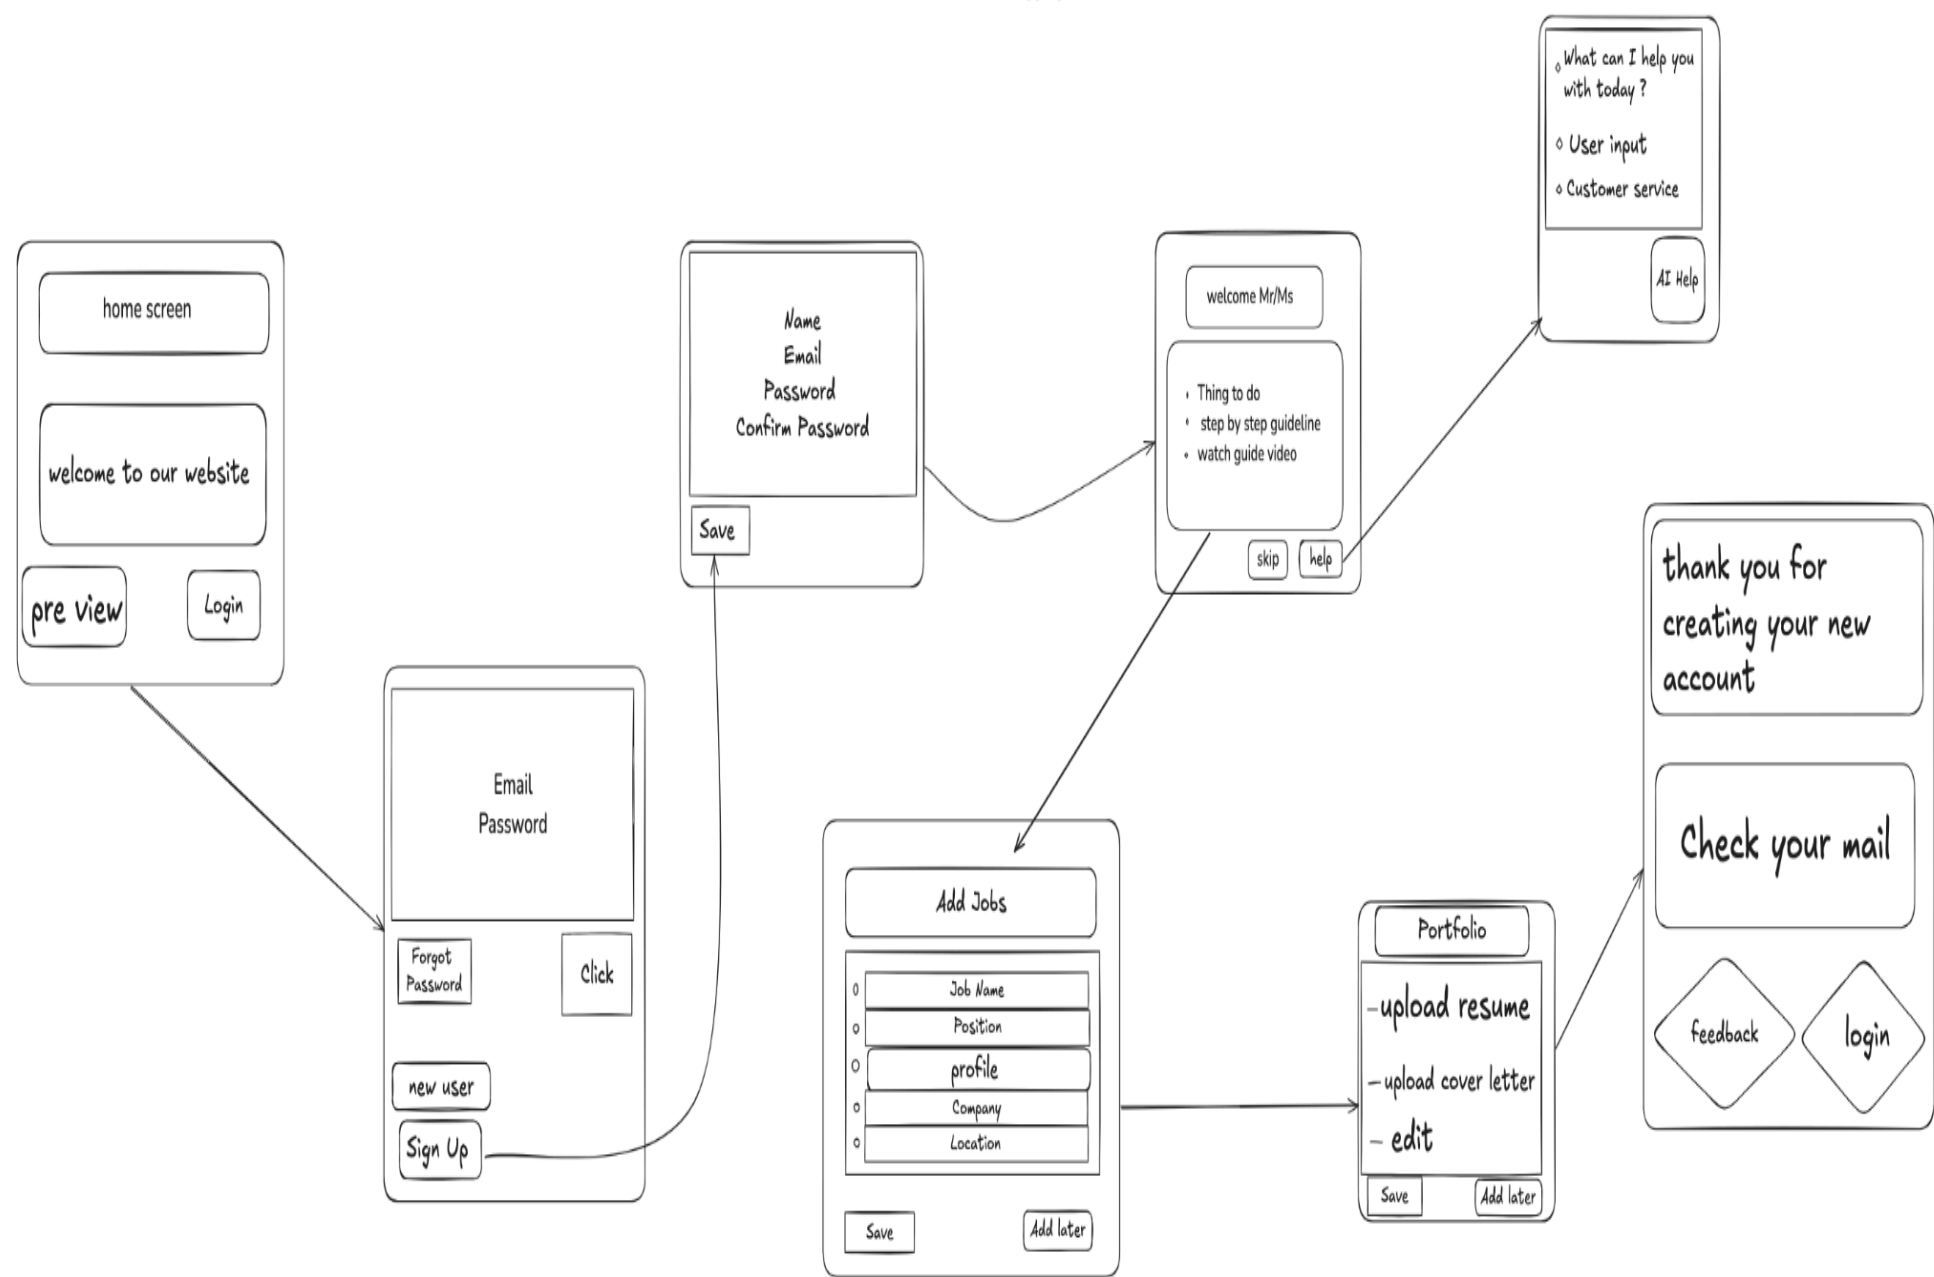 home screen
welcome to our website
pre view
Login
Email
Password
Forgot
Password
Click
new user
Sign Up
Name
Email
Password
Confirm Password
Save
welcome Mr/Ms
Thing to do
step by step guideline
watch guide video
skip
help
What can I help you
with today ?
User input
Customer service
AI Help
Add Jobs
Job Name
Position
profile
Company
Location
Save
Add later
Portfolio
-upload resume
-upload cover letter
- edit
Save
Add later
thank you for
creating your new
account
Check your mail
feedback
login